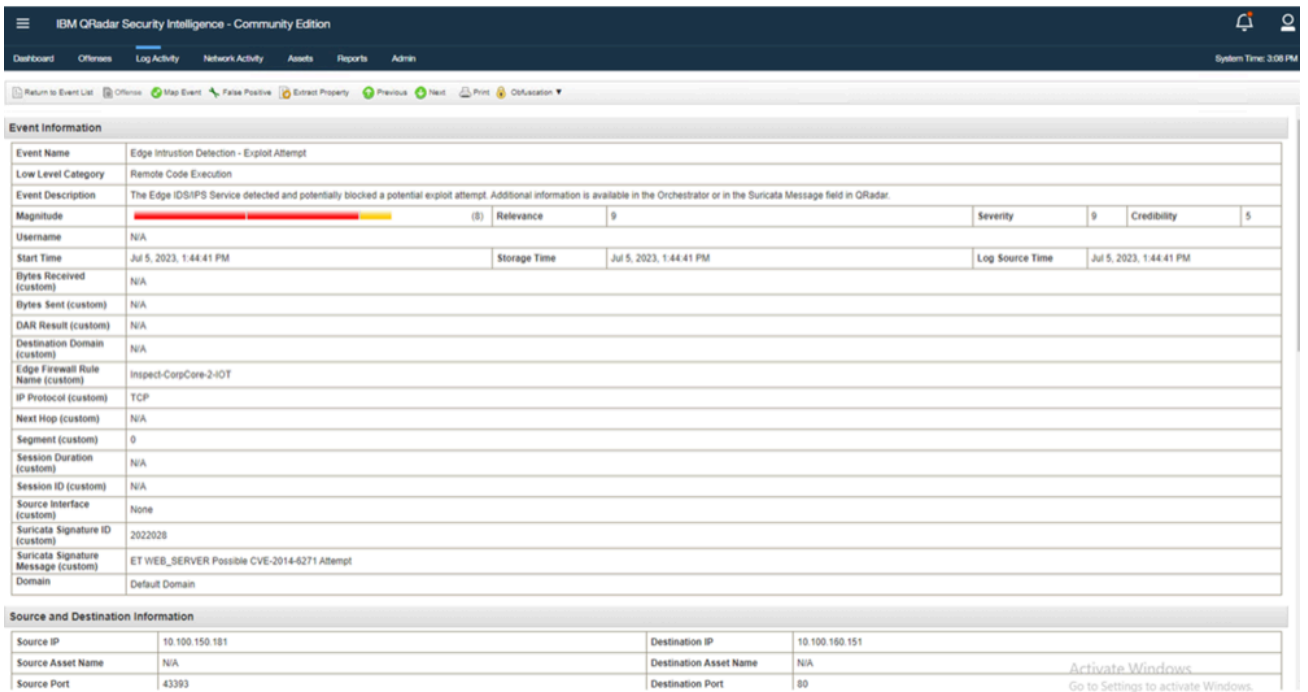 IBM QRadar Security Intelligence - Community Edition
Dashboard Offenses Log Activity Network Activity Assets Reports Admin System Time: 3:08 PM
Return to Event List Offense Map Event False Positive Extract Property Previous Next Print Obfuscation ▼
Event Information
Event Name Edge Intrustion Detection - Exploit Attempt
Low Level Category Remote Code Execution
Event Description The Edge IDS/IPS Service detected and potentially blocked a potential exploit attempt. Additional information is available in the Orchestrator or in the Suricata Message field in QRadar.
Magnitude (8) Relevance 9 Severity 9 Credibility 5
Username N/A
Start Time Jul 5, 2023, 1:44:41 PM Storage Time Jul 5, 2023, 1:44:41 PM Log Source Time Jul 5, 2023, 1:44:41 PM
Bytes Received
(custom) N/A
Bytes Sent (custom) N/A
DAR Result (custom) N/A
Destination Domain
(custom) N/A
Edge Firewall Rule
Name (custom) Inspect-CorpCore-2-IOT
IP Protocol (custom) TCP
Next Hop (custom) N/A
Segment (custom) 0
Session Duration
(custom) N/A
Session ID (custom) N/A
Source Interface
(custom) None
Suricata Signature ID
(custom) 2022028
Suricata Signature
Message (custom) ET WEB_SERVER Possible CVE-2014-6271 Attempt
Domain Default Domain
Source and Destination Information
Source IP 10.100.150.181 Destination IP 10.100.160.151
Source Asset Name N/A Destination Asset Name N/A
Source Port 43393 Destination Port 80
Activate Windows
Go to Settings to activate Windows.